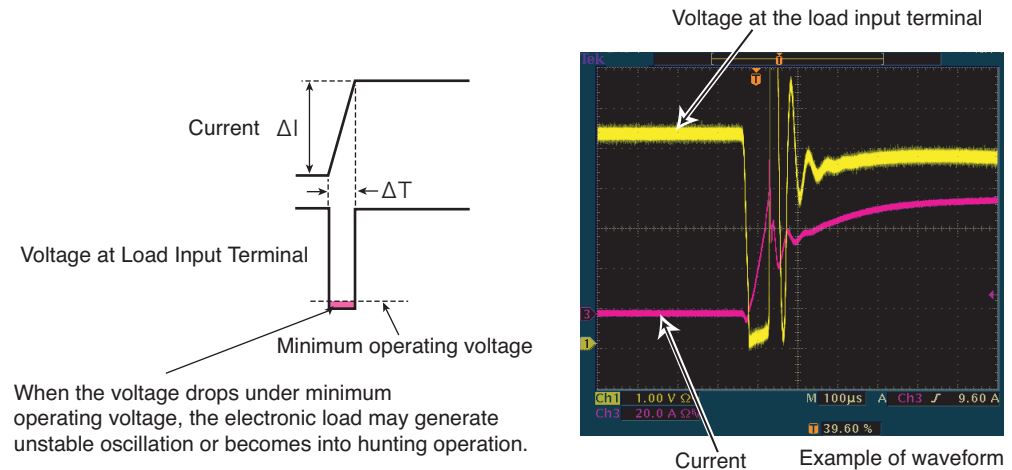 Voltage at the load input terminal
Current ΔI
ΔT
Voltage at Load Input Terminal
Minimum operating voltage
When the voltage drops under minimum
operating voltage, the electronic load may generate
unstable oscillation or becomes into hunting operation.
Tek
T
T
3
1
Ch1 1.00 V Ω
M 100µs A Ch3 ƒ 9.60 A
Ch3 20.0 A Ω
T 39.60 %
Current
Example of waveform